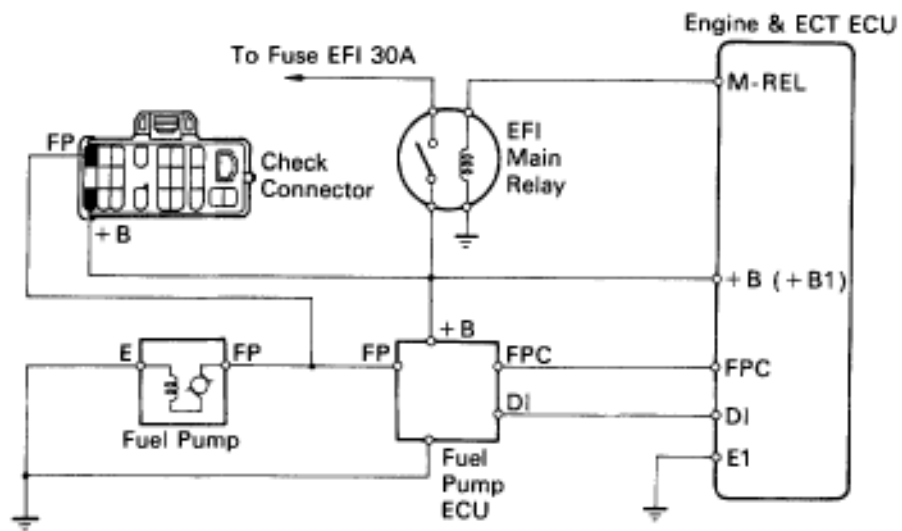 Engine & ECT ECU
To Fuse EFI 30A
M-REL
FP
EFI
Main
Relay
Check
Connector
+B
+B (+B1)
+B
E
FP
FP
FPC
FPC
DI
DI
Fuel Pump
Fuel
Pump
ECU
E1